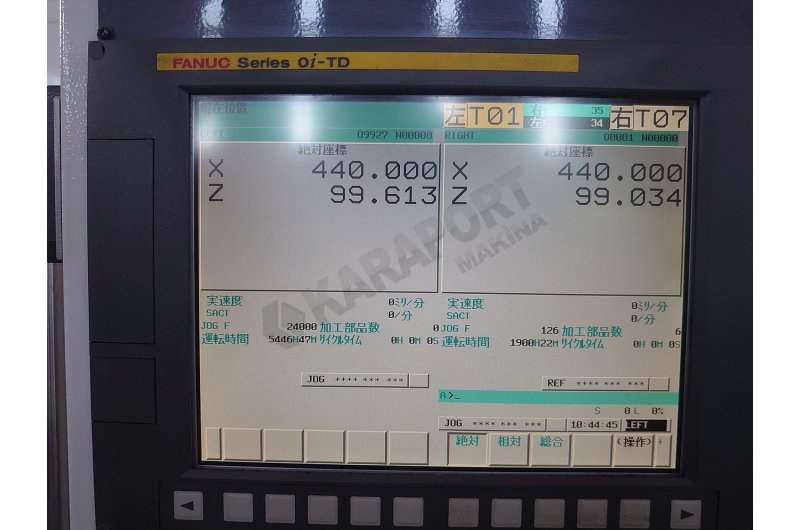 FANUC Series 0i-TD
現在位置
左T01 右 35 右T07
左 34
LEFT O9927 N00000
RIGHT O0001 N00000
絶対座標
X 440.000
Z 99.613
絶対座標
X 440.000
Z 99.034
KARAPORT
MAKİNA
実速度 0ミリ/分
SACT 0/分
JOG F 24000 加工部品数 0
運転時間 5446H47M サイクルタイム 0H 0M 0S
実速度 0ミリ/分
SACT 0/分
JOG F 126 加工部品数 6
運転時間 1900H22M サイクルタイム 0H 0M 0S
JOG **** *** ***
REF **** *** ***
A>_
S 0 L 0%
JOG **** *** *** 10:44:45 LEFT
絶対 相対 総合 (操作) +